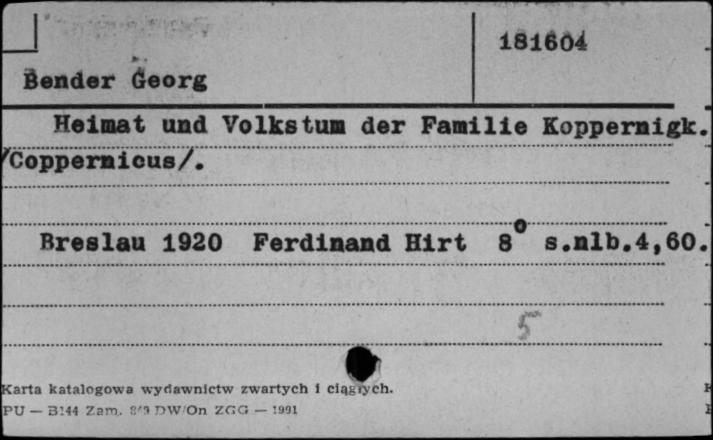 181604
Bender Georg
Heimat und Volkstum der Familie Koppernigk.
/Coppernicus/.
Breslau 1920 Ferdinand Hirt 8° s.nlb.4,60.
5
Karta katalogowa wydawnictw zwartych i ciągłych.
PU — B144 Zam. DW/On ZGG — 1991